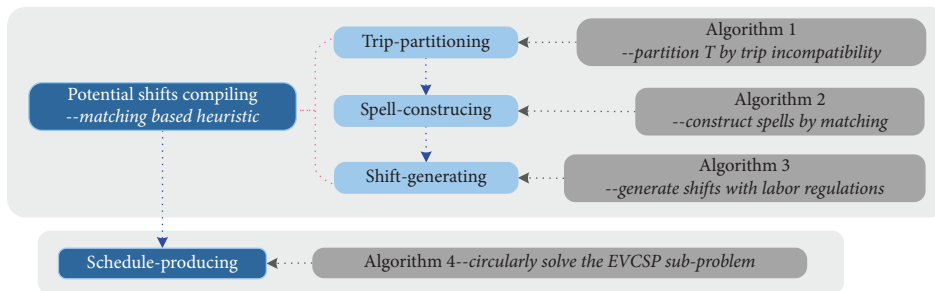 Potential shifts compiling
--matching based heuristic
Trip-partitioning
Algorithm 1
--partition T by trip incompatibility
Spell-construcing
Algorithm 2
--construct spells by matching
Shift-generating
Algorithm 3
--generate shifts with labor regulations
Schedule-producing
Algorithm 4--circularly solve the EVCSP sub-problem